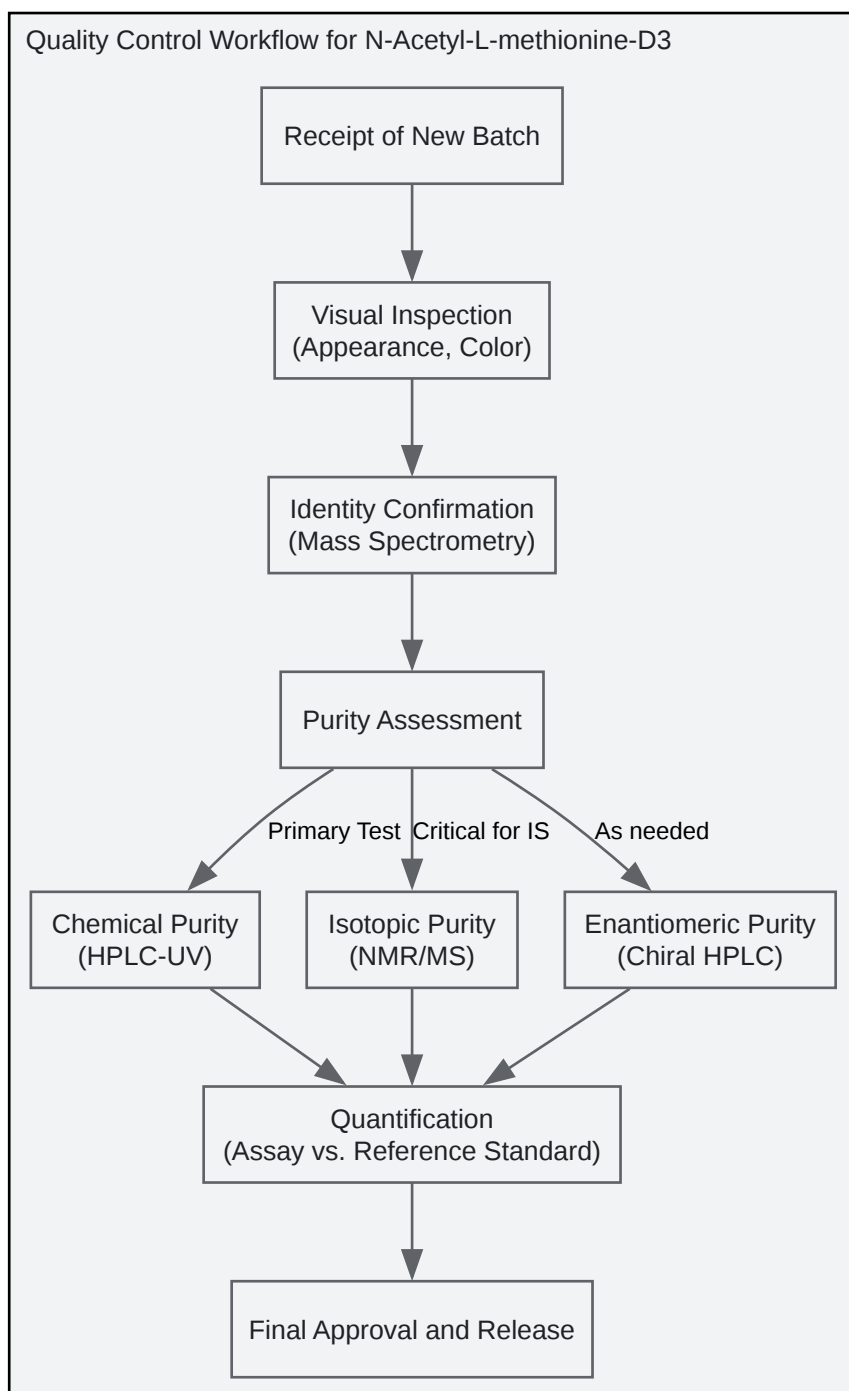 Quality Control Workflow for N-Acetyl-L-methionine-D3
Receipt of New Batch
Visual Inspection
(Appearance, Color)
Identity Confirmation
(Mass Spectrometry)
Purity Assessment
Primary Test
Critical for IS
As needed
Chemical Purity
(HPLC-UV)
Isotopic Purity
(NMR/MS)
Enantiomeric Purity
(Chiral HPLC)
Quantification
(Assay vs. Reference Standard)
Final Approval and Release